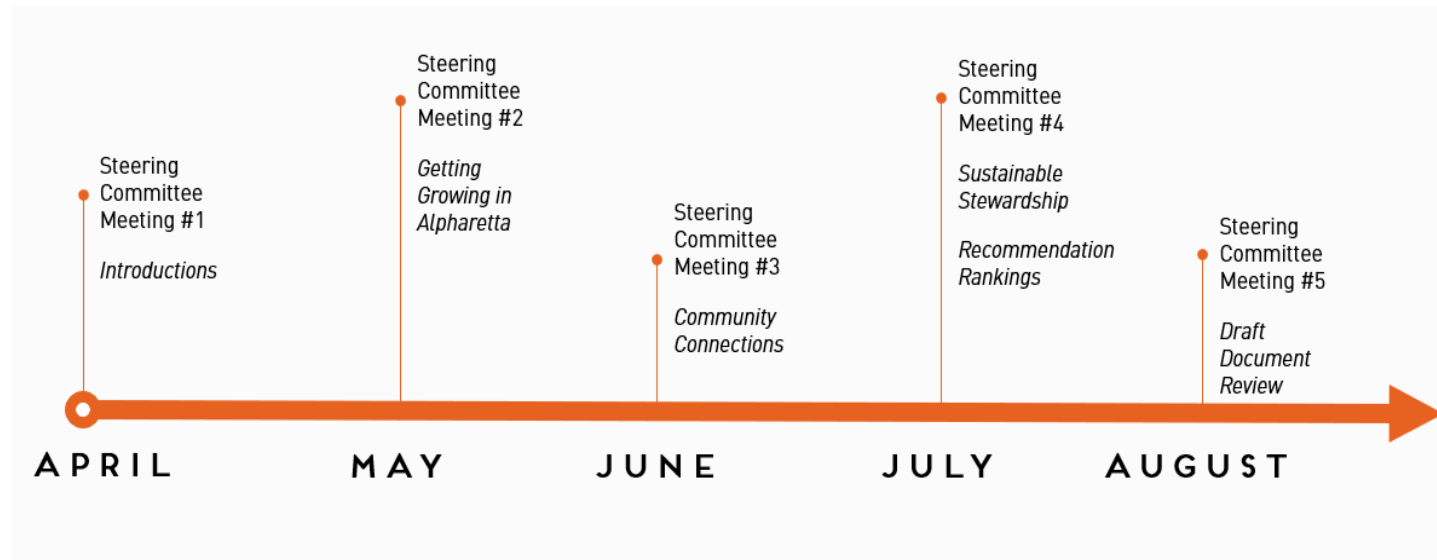 Steering
Committee
Meeting #1
Introductions
Steering
Committee
Meeting #2
Getting
Growing in
Alpharetta
Steering
Committee
Meeting #3
Community
Connections
Steering
Committee
Meeting #4
Sustainable
Stewardship
Recommendation
Rankings
Steering
Committee
Meeting #5
Draft
Document
Review
APRIL
MAY
JUNE
JULY
AUGUST